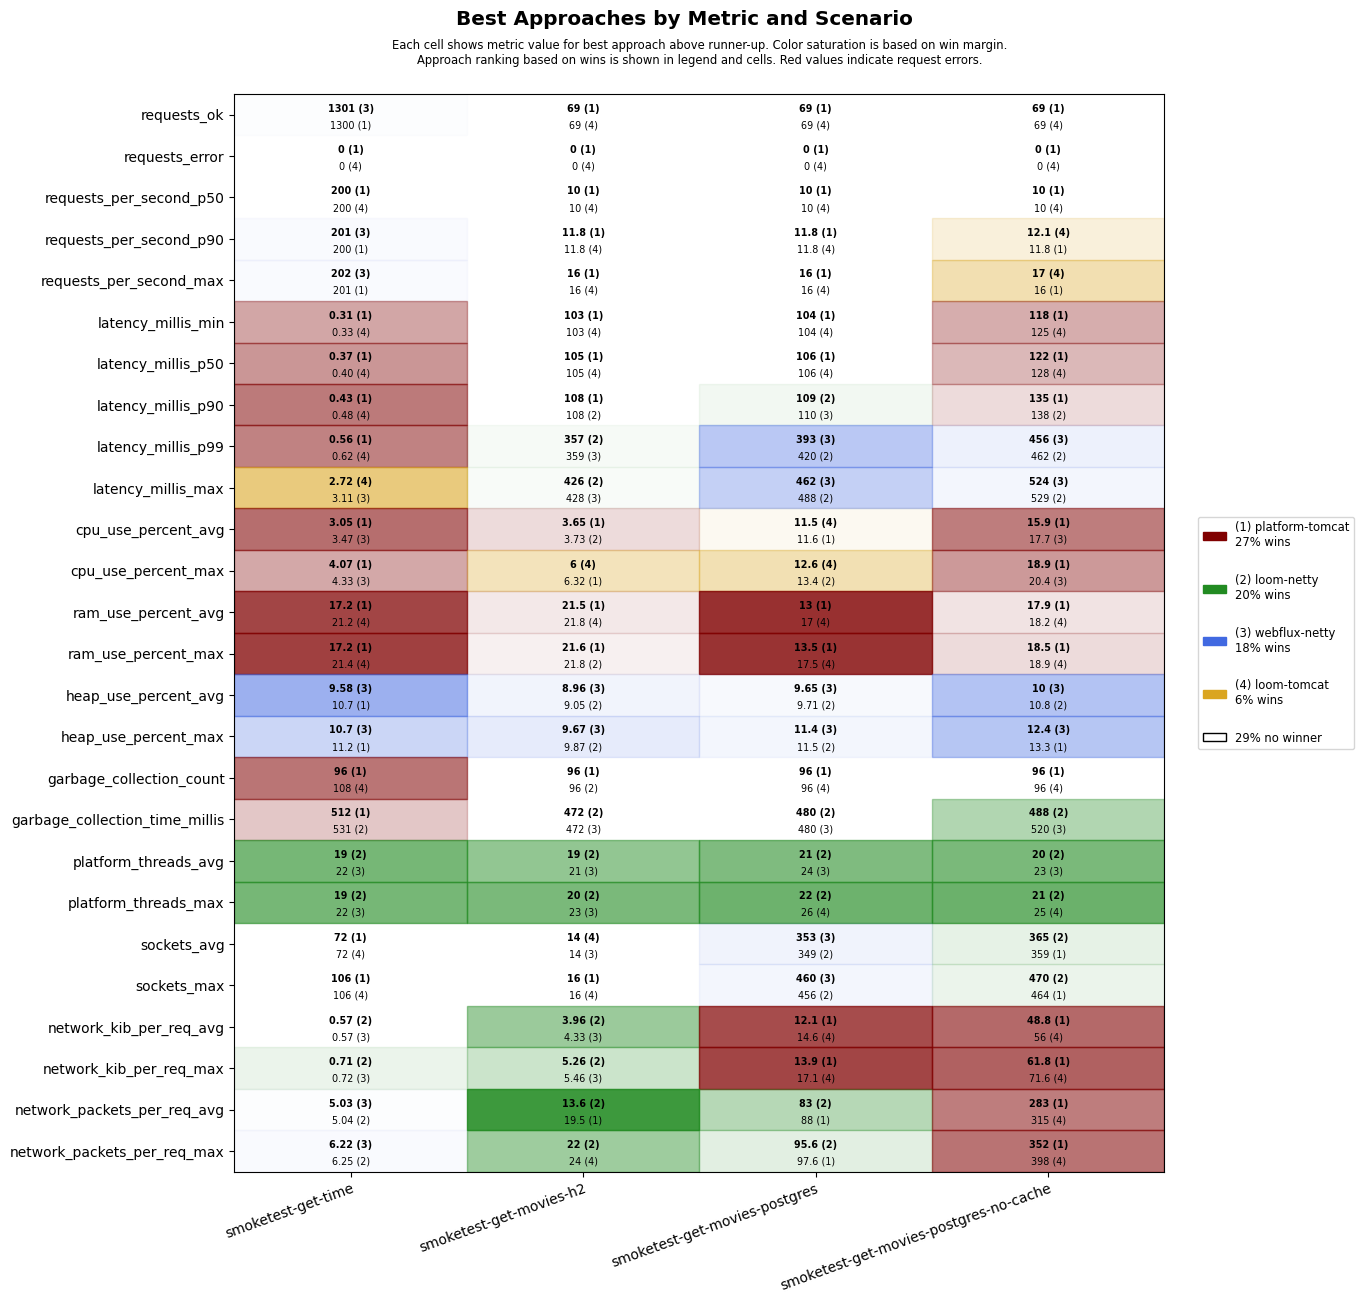 Best Approaches by Metric and Scenario
Each cell shows metric value for best approach above runner-up. Color saturation is based on win margin.
Approach ranking based on wins is shown in legend and cells. Red values indicate request errors.
requests_ok
1301 (3) 69 (1) 69 (1) 69 (1)
1300 (1) 69 (4) 69 (4) 69 (4)
requests_error
0 (1) 0 (1) 0 (1) 0 (1)
0 (4) 0 (4) 0 (4) 0 (4)
requests_per_second_p50
200 (1) 10 (1) 10 (1) 10 (1)
200 (4) 10 (4) 10 (4) 10 (4)
requests_per_second_p90
201 (3) 11.8 (1) 11.8 (1) 12.1 (4)
200 (1) 11.8 (4) 11.8 (4) 11.8 (1)
requests_per_second_max
202 (3) 16 (1) 16 (1) 17 (4)
201 (1) 16 (4) 16 (4) 16 (1)
latency_millis_min
0.31 (1) 103 (1) 104 (1) 118 (1)
0.33 (4) 103 (4) 104 (4) 125 (4)
latency_millis_p50
0.37 (1) 105 (1) 106 (1) 122 (1)
0.40 (4) 105 (4) 106 (4) 128 (4)
latency_millis_p90
0.43 (1) 108 (1) 109 (2) 135 (1)
0.48 (4) 108 (2) 110 (3) 138 (2)
latency_millis_p99
0.56 (1) 357 (2) 393 (3) 456 (3)
0.62 (4) 359 (3) 420 (2) 462 (2)
latency_millis_max
2.72 (4) 426 (2) 462 (3) 524 (3)
3.11 (3) 428 (3) 488 (2) 529 (2)
cpu_use_percent_avg
3.05 (1) 3.65 (1) 11.5 (4) 15.9 (1)
3.47 (3) 3.73 (2) 11.6 (1) 17.7 (3)
cpu_use_percent_max
4.07 (1) 6 (4) 12.6 (4) 18.9 (1)
4.33 (3) 6.32 (1) 13.4 (2) 20.4 (3)
ram_use_percent_avg
17.2 (1) 21.5 (1) 13 (1) 17.9 (1)
21.2 (4) 21.8 (4) 17 (4) 18.2 (4)
ram_use_percent_max
17.2 (1) 21.6 (1) 13.5 (1) 18.5 (1)
21.4 (4) 21.8 (2) 17.5 (4) 18.9 (4)
heap_use_percent_avg
9.58 (3) 8.96 (3) 9.65 (3) 10 (3)
10.7 (1) 9.05 (2) 9.71 (2) 10.8 (2)
heap_use_percent_max
10.7 (3) 9.67 (3) 11.4 (3) 12.4 (3)
11.2 (1) 9.87 (2) 11.5 (2) 13.3 (1)
garbage_collection_count
96 (1) 96 (1) 96 (1) 96 (1)
108 (4) 96 (2) 96 (4) 96 (4)
garbage_collection_time_millis
512 (1) 472 (2) 480 (2) 488 (2)
531 (2) 472 (3) 480 (3) 520 (3)
platform_threads_avg
19 (2) 19 (2) 21 (2) 20 (2)
22 (3) 21 (3) 24 (3) 23 (3)
platform_threads_max
19 (2) 20 (2) 22 (2) 21 (2)
22 (3) 23 (3) 26 (4) 25 (4)
sockets_avg
72 (1) 14 (4) 353 (3) 365 (2)
72 (4) 14 (3) 349 (2) 359 (1)
sockets_max
106 (1) 16 (1) 460 (3) 470 (2)
106 (4) 16 (4) 456 (2) 464 (1)
network_kib_per_req_avg
0.57 (2) 3.96 (2) 12.1 (1) 48.8 (1)
0.57 (3) 4.33 (3) 14.6 (4) 56 (4)
network_kib_per_req_max
0.71 (2) 5.26 (2) 13.9 (1) 61.8 (1)
0.72 (3) 5.46 (3) 17.1 (4) 71.6 (4)
network_packets_per_req_avg
5.03 (3) 13.6 (2) 83 (2) 283 (1)
5.04 (2) 19.5 (1) 88 (1) 315 (4)
network_packets_per_req_max
6.22 (3) 22 (2) 95.6 (2) 352 (1)
6.25 (2) 24 (4) 97.6 (1) 398 (4)
smoketest-get-time
smoketest-get-movies-h2
smoketest-get-movies-postgres
smoketest-get-movies-postgres-no-cache
(1) platform-tomcat
27% wins
(2) loom-netty
20% wins
(3) webflux-netty
18% wins
(4) loom-tomcat
6% wins
29% no winner